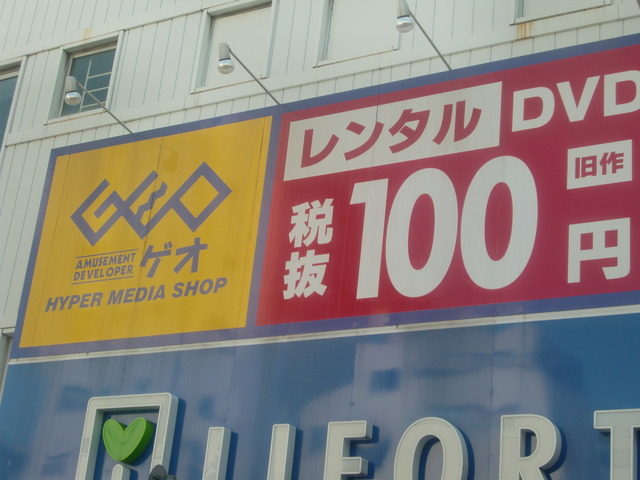 GEO
AMUSEMENT
DEVELOPER
ゲオ
HYPER MEDIA SHOP
レンタル DVD
旧作
税抜 100 円